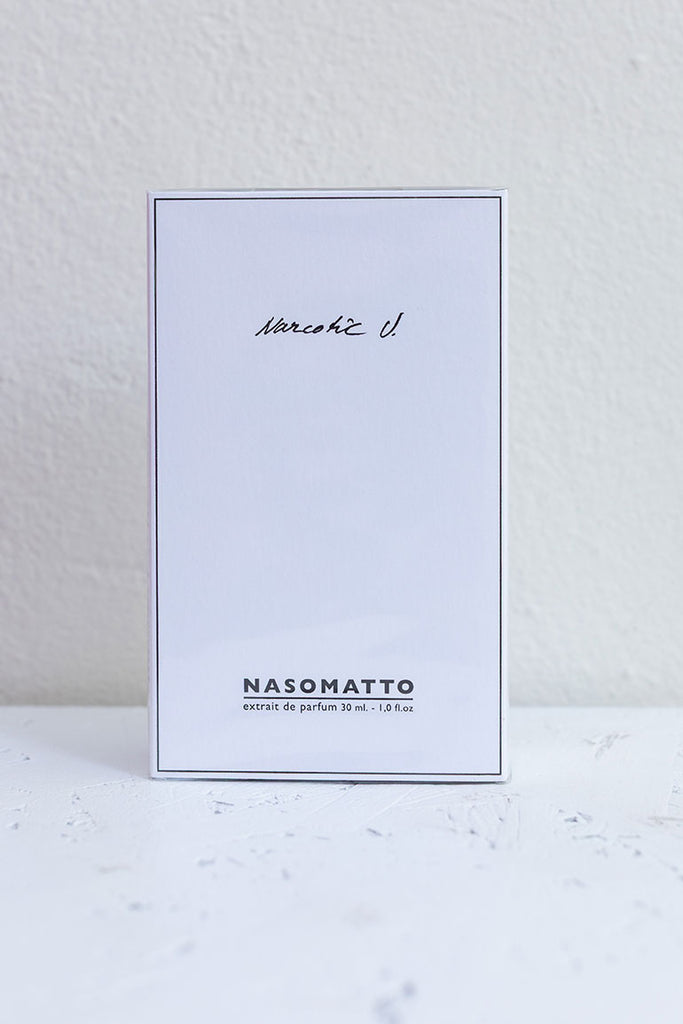 Narcotic V.
NASOMATTO
extrait de parfum 30 ml. - 1,0 fl.oz